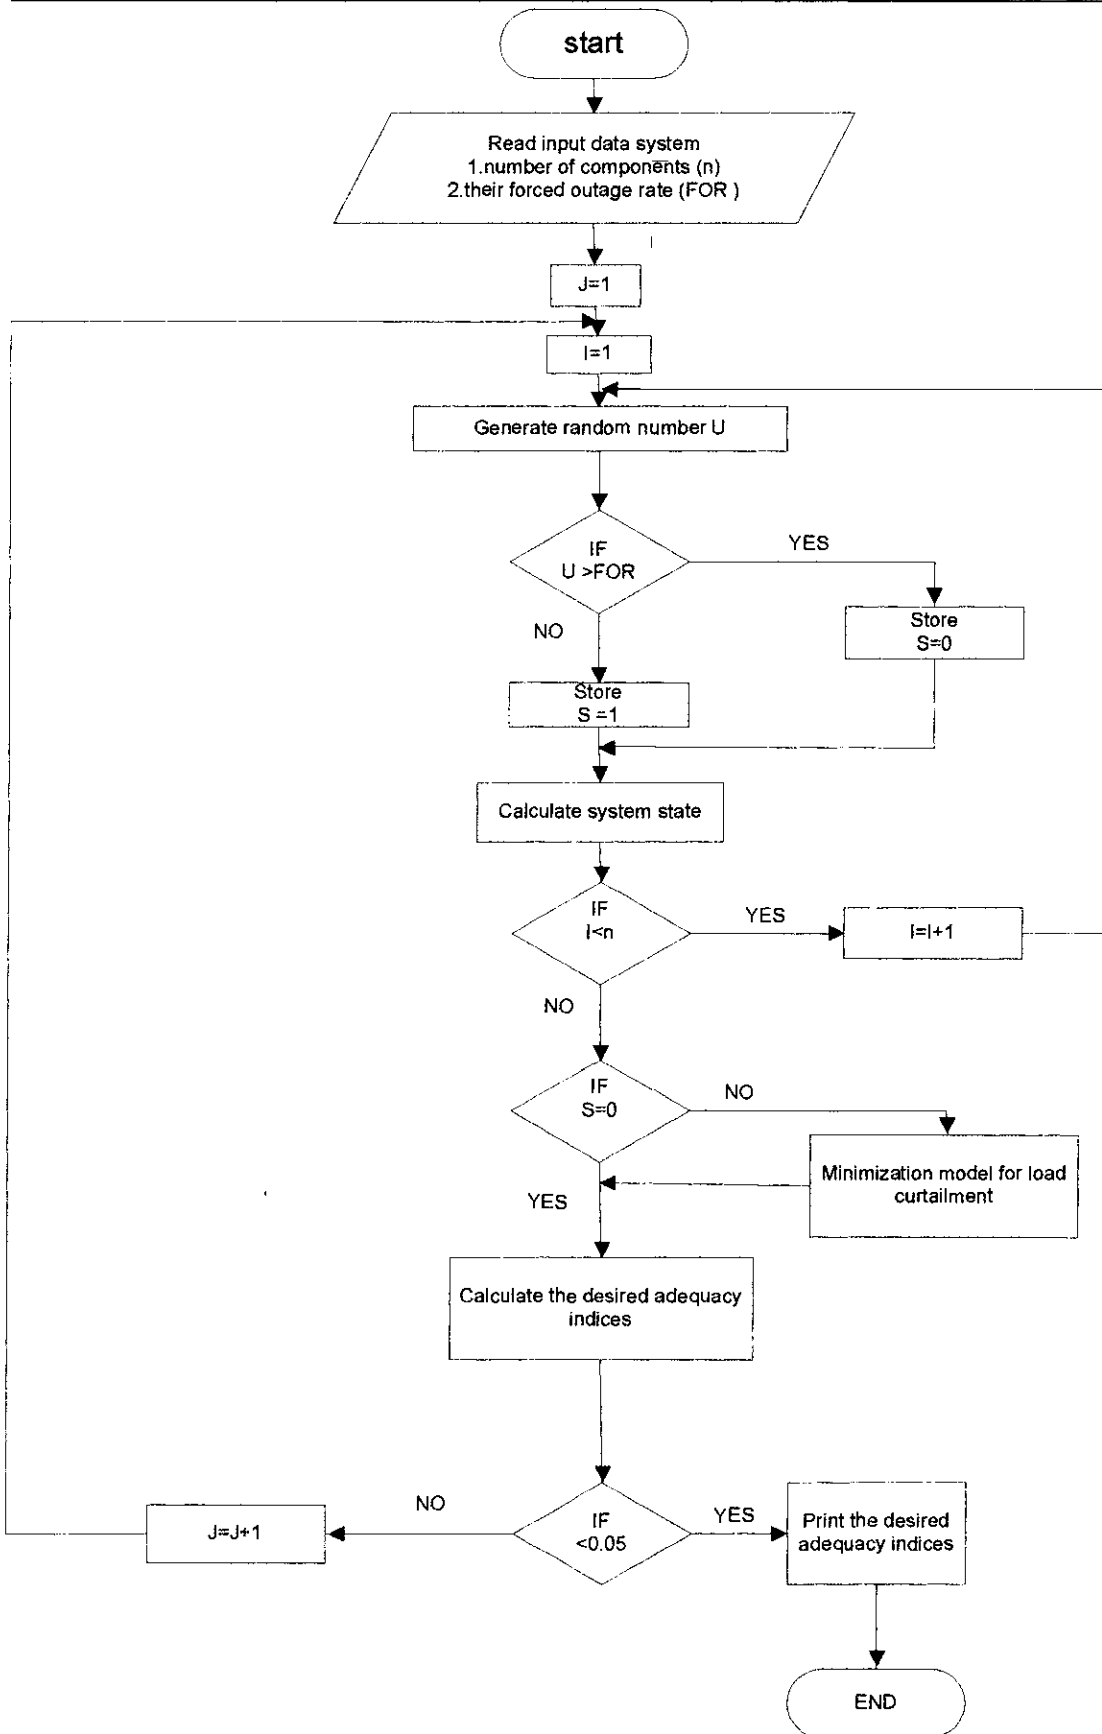 start
Read input data system
1.number of components (n)
2.their forced outage rate (FOR )
J=1
I=1
Generate random number U
IF
U >FOR
YES
NO
Store
S=0
Store
S =1
Calculate system state
IF
I<n
YES
I=I+1
NO
IF
S=0
NO
Minimization model for load
curtailment
YES
Calculate the desired adequacy
indices
IF
<0.05
NO
J=J+1
YES
Print the desired
adequacy indices
END